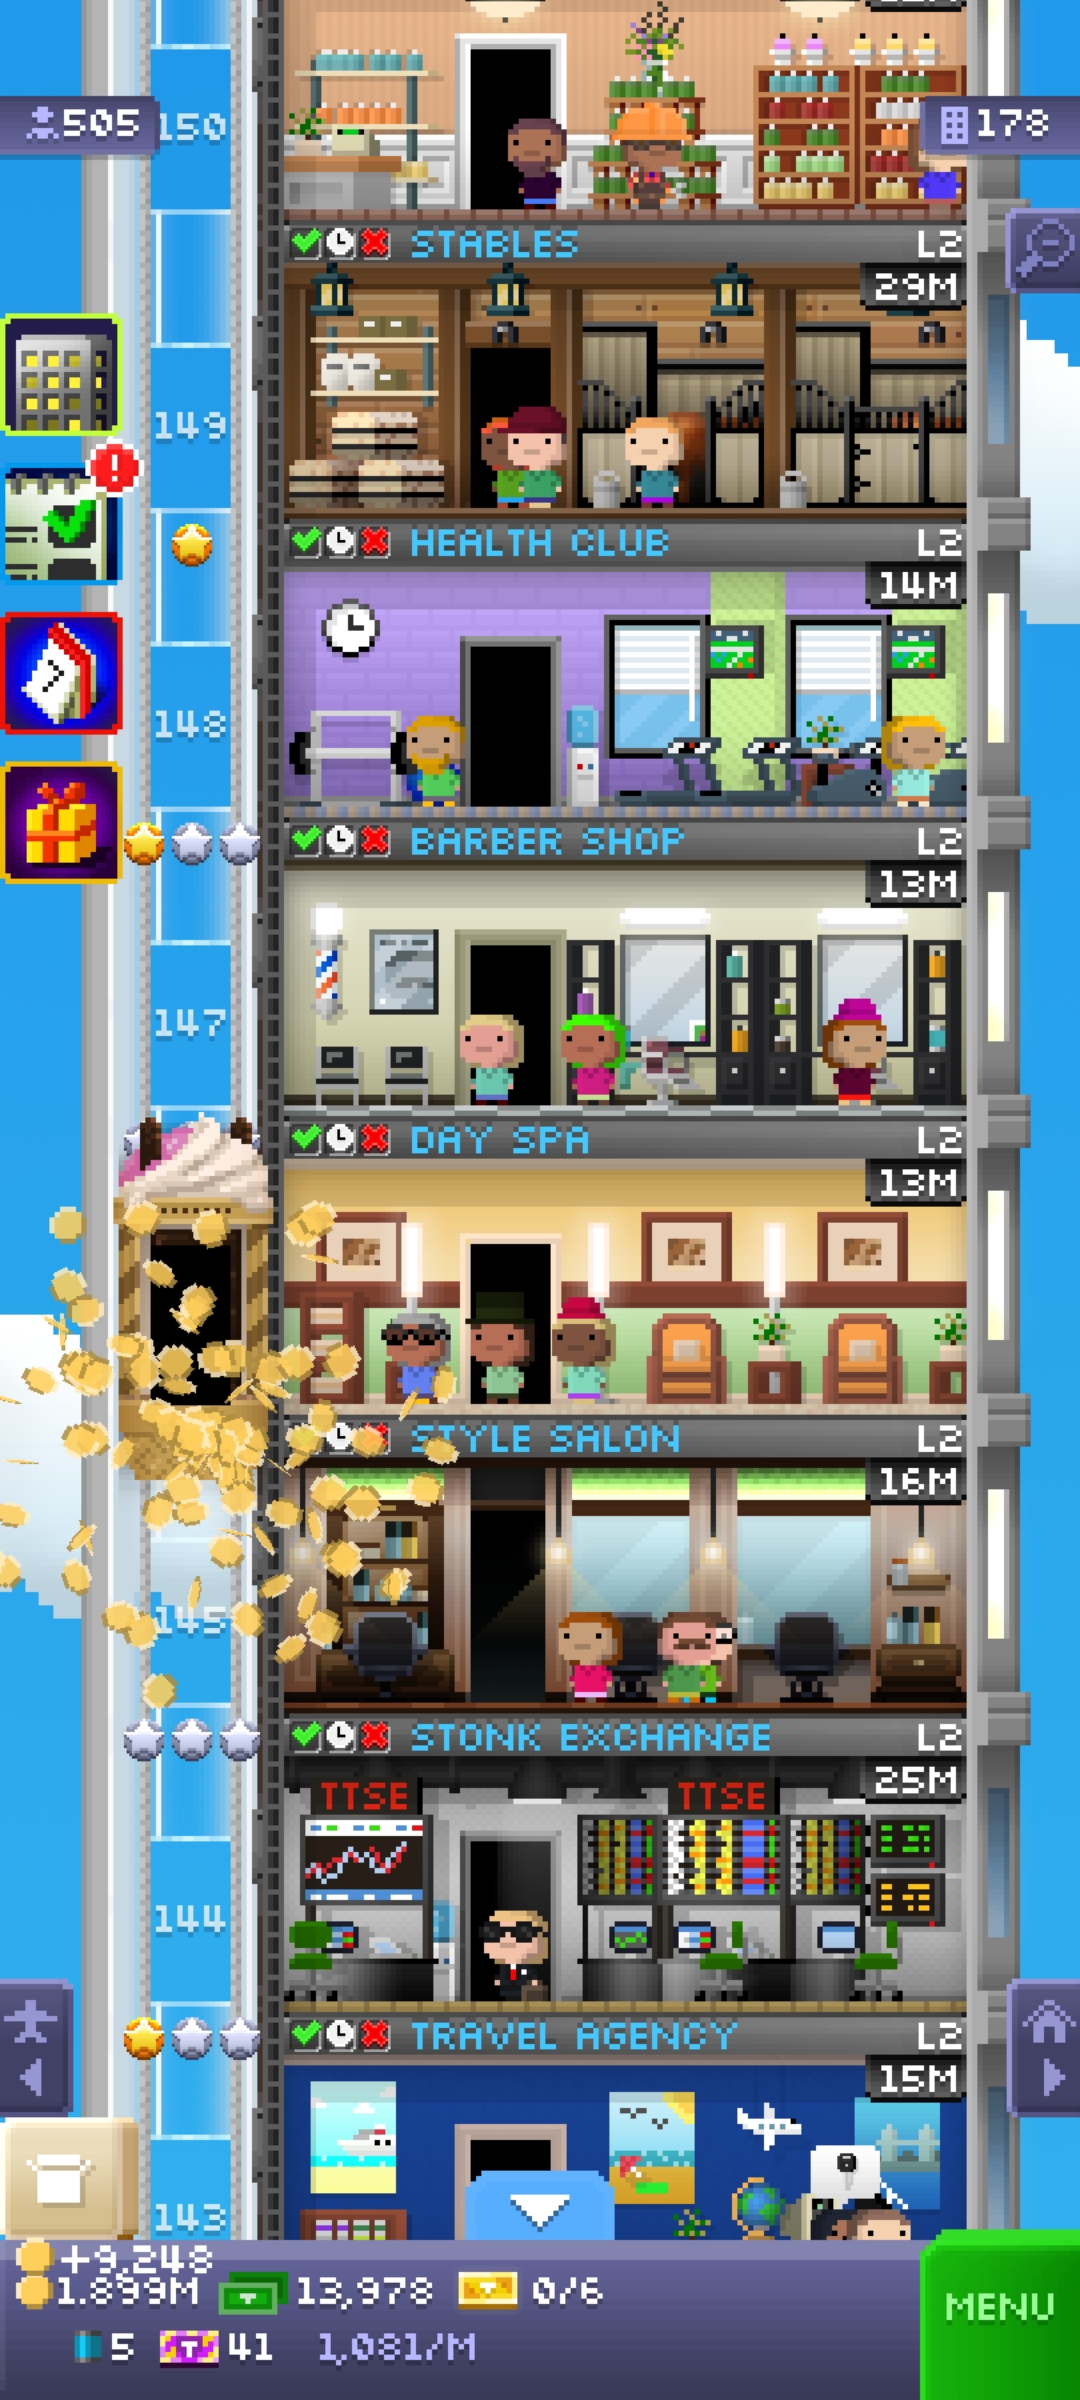 505
150
178
STABLES L2
29M
149
HEALTH CLUB L2
14M
148
BARBER SHOP L2
13M
147
DAY SPA L2
13M
STYLE SALON L2
16M
145
STONK EXCHANGE L2
25M
TTSE TTSE
144
TRAVEL AGENCY L2
15M
143
+9,248
1.899M 13,978 0/6
5 T 41 1,081/M
MENU